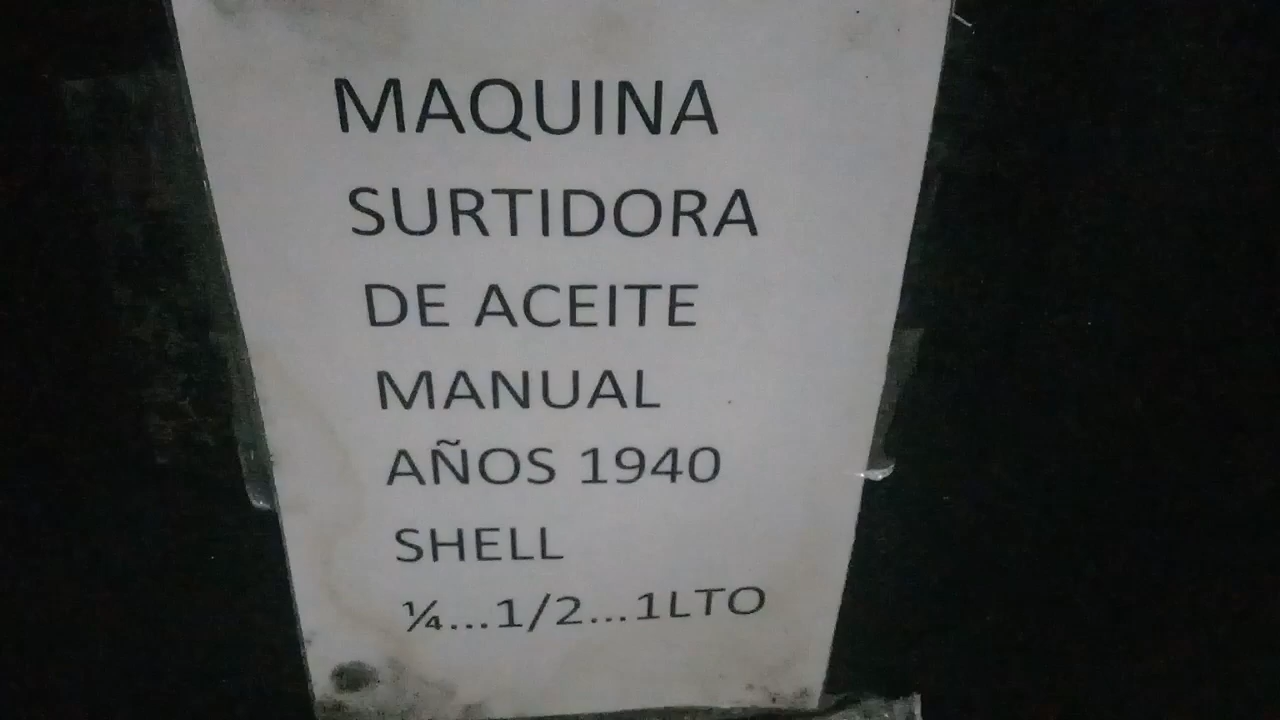 MAQUINA
SURTIDORA
DE ACEITE
MANUAL
AÑOS 1940
SHELL
¼...1/2...1LTO